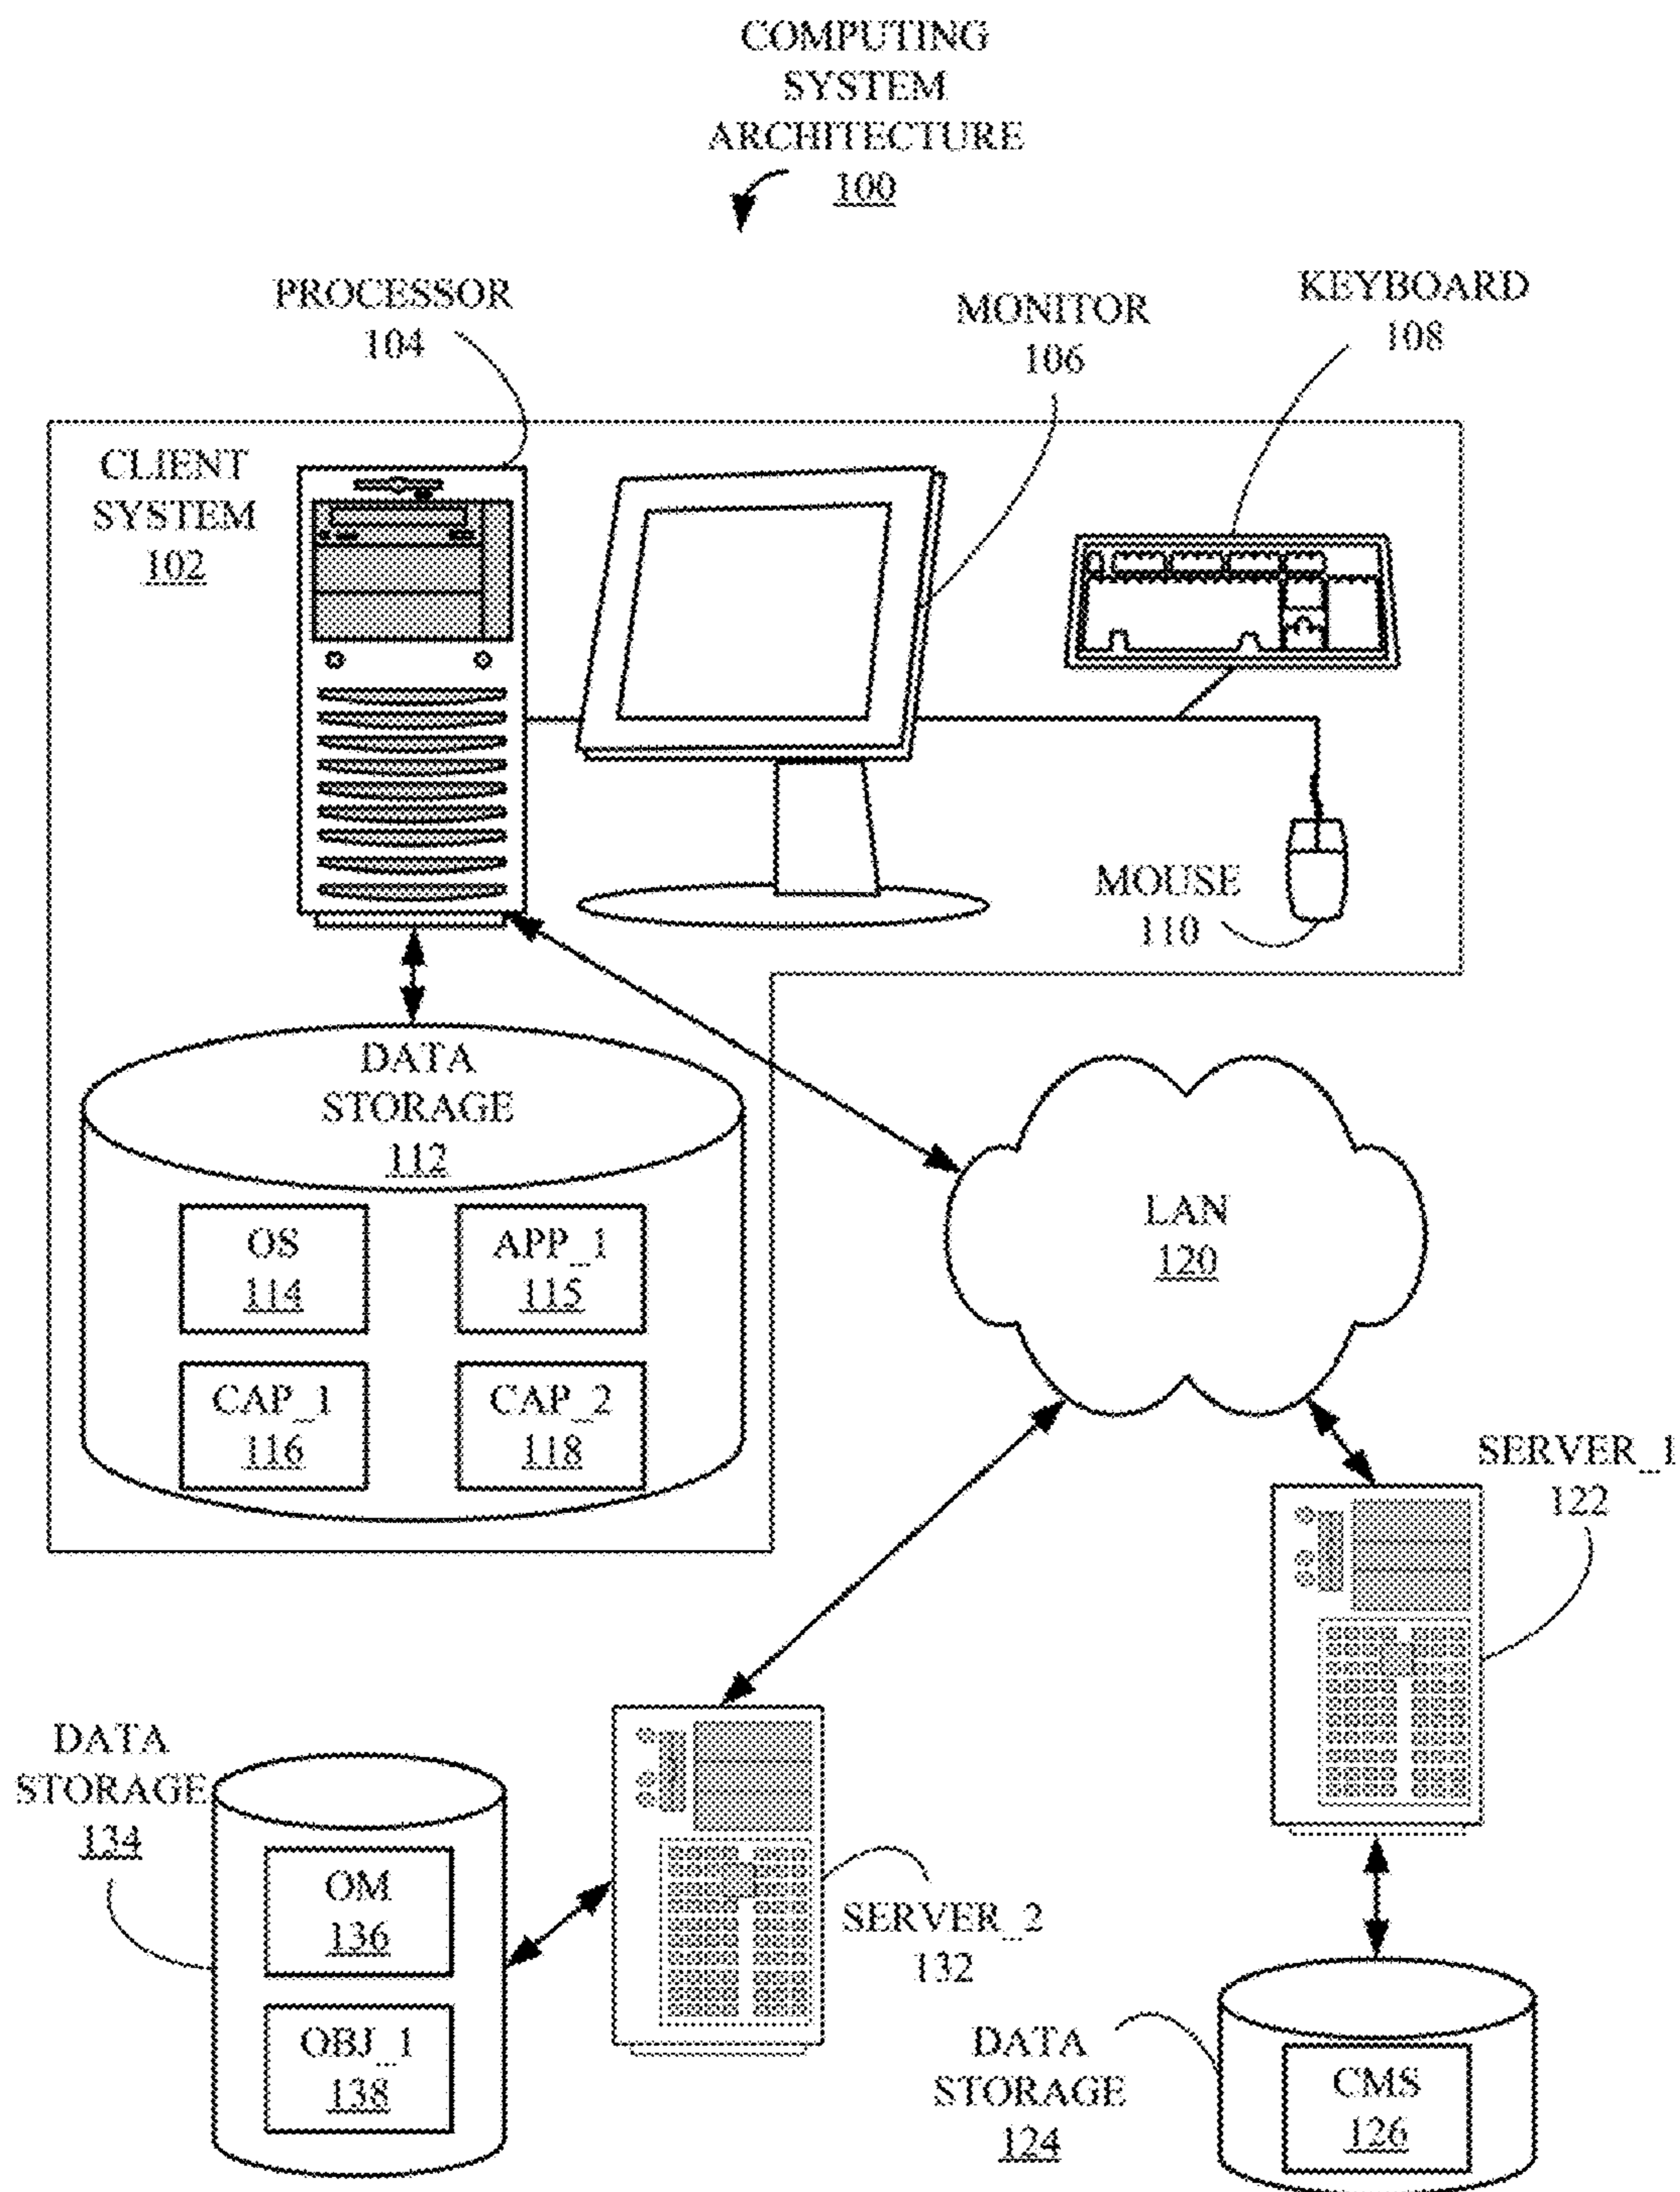 COMPUTING
SYSTEM
ARCHITECTURE
100
PROCESSOR
104
MONITOR
106
KEYBOARD
108
CLIENT
SYSTEM
102
MOUSE
110
DATA
STORAGE
112
OS
114
APP_1
115
CAP_1
116
CAP_2
118
LAN
120
SERVER_1
122
DATA
STORAGE
134
OM
136
OBJ_1
138
SERVER_2
132
DATA
STORAGE
124
CMS
126